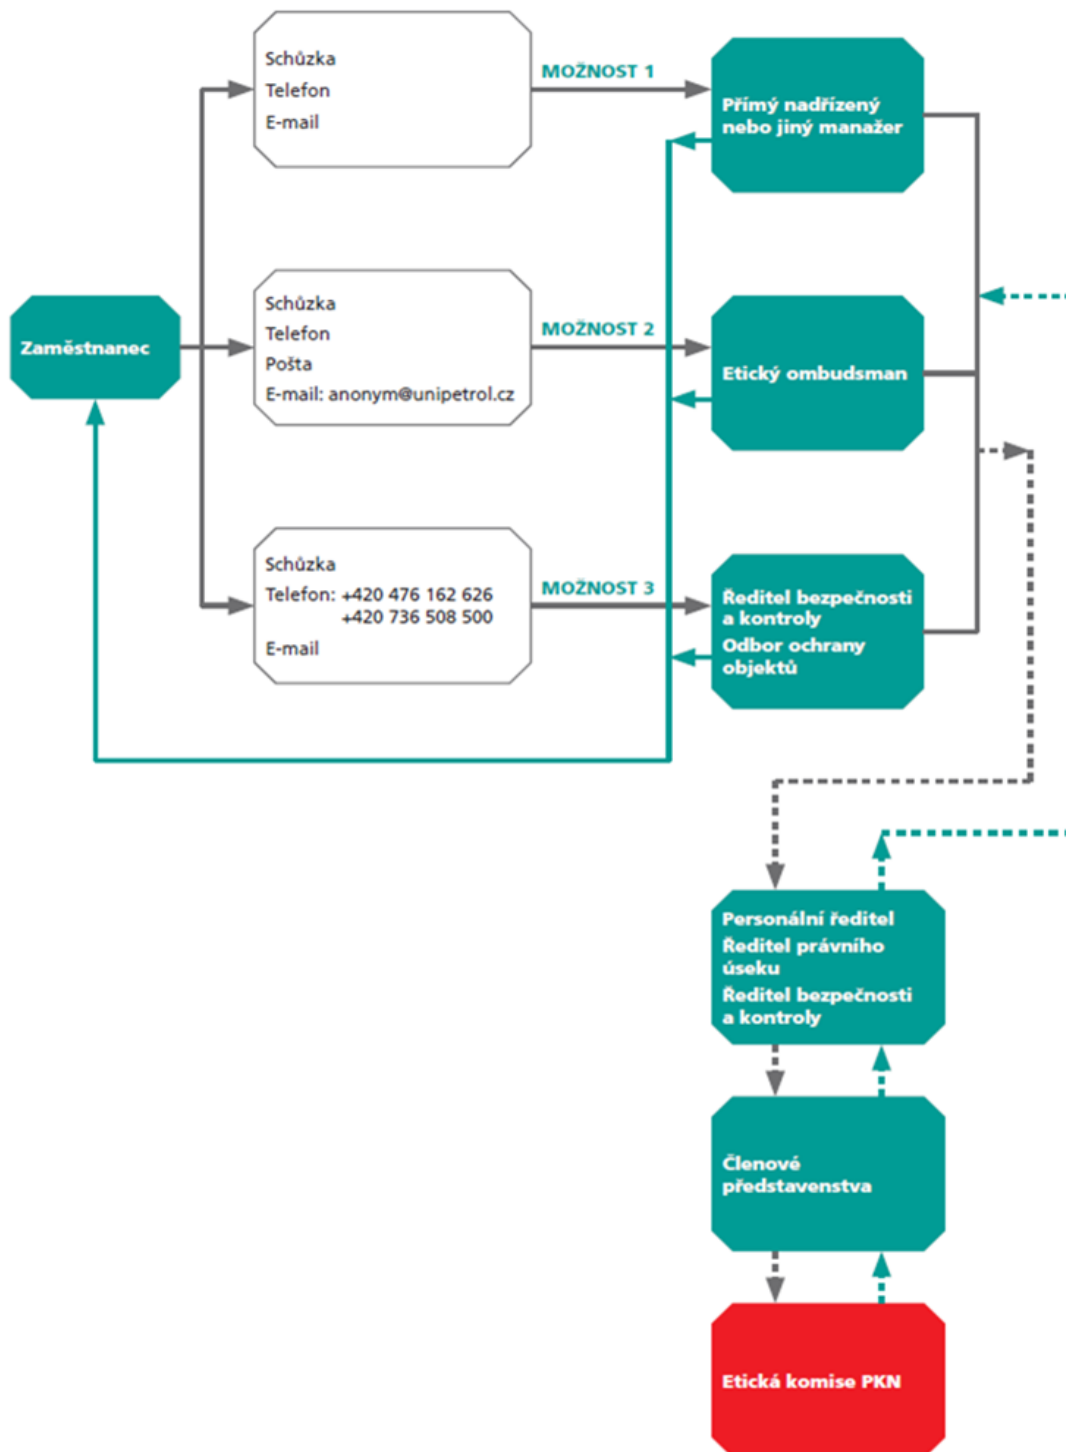 Schůzka
Telefon
E-mail
MOŽNOST 1
Přímý nadřízený
nebo jiný manažer
Zaměstnanec
Schůzka
Telefon
Pošta
E-mail: anonym@unipetrol.cz
MOŽNOST 2
Etický ombudsman
Schůzka
Telefon: +420 476 162 626
+420 736 508 500
E-mail
MOŽNOST 3
Ředitel bezpečnosti
a kontroly
Odbor ochrany
objektů
Personální ředitel
Ředitel právního
úseku
Ředitel bezpečnosti
a kontroly
Členové
představenstva
Etická komise PKN